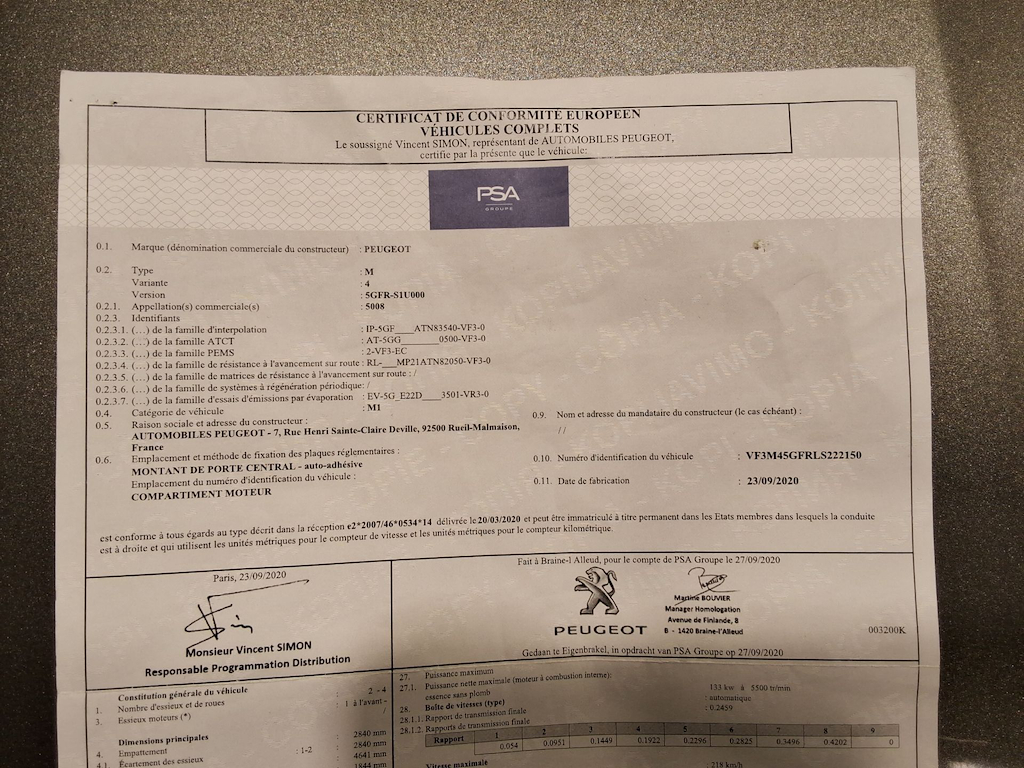 CERTIFICAT DE CONFORMITÉ EUROPÉEN
VÉHICULES COMPLETS
Le soussigné Vincent SIMON, représentant de AUTOMOBILES PEUGEOT,
certifie par la présente que le véhicule:
PSA
GROUPE
0.1. Marque (dénomination commerciale du constructeur) : PEUGEOT
0.2. Type : M
Variante : 4
Version : 5GFR-S1U000
0.2.1. Appellation(s) commerciale(s) : 5008
0.2.3. Identifiants
0.2.3.1. (...) de la famille d'interpolation : IP-5GF___ATN83540-VF3-0
0.2.3.2. (...) de la famille ATCT : AT-5GG______0500-VF3-0
0.2.3.3. (...) de la famille PEMS : 2-VF3-EC
0.2.3.4. (...) de la famille de résistance à l'avancement sur route : RL-___MP21ATN82050-VF3-0
0.2.3.5. (...) de la famille de matrices de résistance à l'avancement sur route : /
0.2.3.6. (...) de la famille de systèmes à régénération périodique: /
0.2.3.7. (...) de la famille d'essais d'émissions par évaporation : EV-5G_E22D____3501-VR3-0
0.4. Catégorie de véhicule : M1
0.5. Raison sociale et adresse du constructeur :
AUTOMOBILES PEUGEOT - 7, Rue Henri Sainte-Claire Deville, 92500 Rueil-Malmaison,
France
0.6. Emplacement et méthode de fixation des plaques réglementaires :
MONTANT DE PORTE CENTRAL - auto-adhésive
Emplacement du numéro d'identification du véhicule :
COMPARTIMENT MOTEUR
0.9. Nom et adresse du mandataire du constructeur (le cas échéant) :
/ /
0.10. Numéro d'identification du véhicule : VF3M45GFRLS222150
0.11. Date de fabrication : 23/09/2020
est conforme à tous égards au type décrit dans la réception e2*2007/46*0534*14 délivrée le 20/03/2020 et peut être immatriculé à titre permanent dans les Etats membres dans lesquels la conduite
est à droite et qui utilisent les unités métriques pour le compteur de vitesse et les unités métriques pour le compteur kilométrique.
Paris, 23/09/2020
Monsieur Vincent SIMON
Responsable Programmation Distribution
Fait à Braine-l Alleud, pour le compte de PSA Groupe le 27/09/2020
PEUGEOT
Martine BOUVIER
Manager Homologation
Avenue de Finlande, 8
B - 1420 Braine-l'Alleud
003200K
Gedaan te Eigenbrakel, in opdracht van PSA Groupe op 27/09/2020
Constitution générale du véhicule
1. Nombre d'essieux et de roues : 2 - 4
3. Essieux moteurs (*) : 1 à l'avant -
/
Dimensions principales
4. Empattement : 2840 mm
4.1. Écartement des essieux : 1-2 2840 mm
4641 mm
1844 mm
27. Puissance maximum
27.1. Puissance nette maximale (moteur à combustion interne):
essence sans plomb 133 kw à 5500 tr/min
28. Boîte de vitesses (type) : automatique
28.1.1. Rapport de transmission finale : 0.2459
28.1.2. Rapports de transmission finale
Rapport 1 2 3 4 5 6 7 8 9
0.054 0.0951 0.1449 0.1922 0.2296 0.2825 0.3496 0.4202 0
Vitesse maximale
: 218 km/h